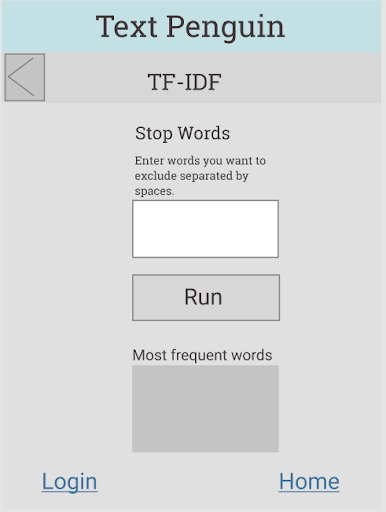 Text Penguin
TF-IDF
Stop Words
Enter words you want to
exclude separated by
spaces.
Run
Most frequent words
Login
Home